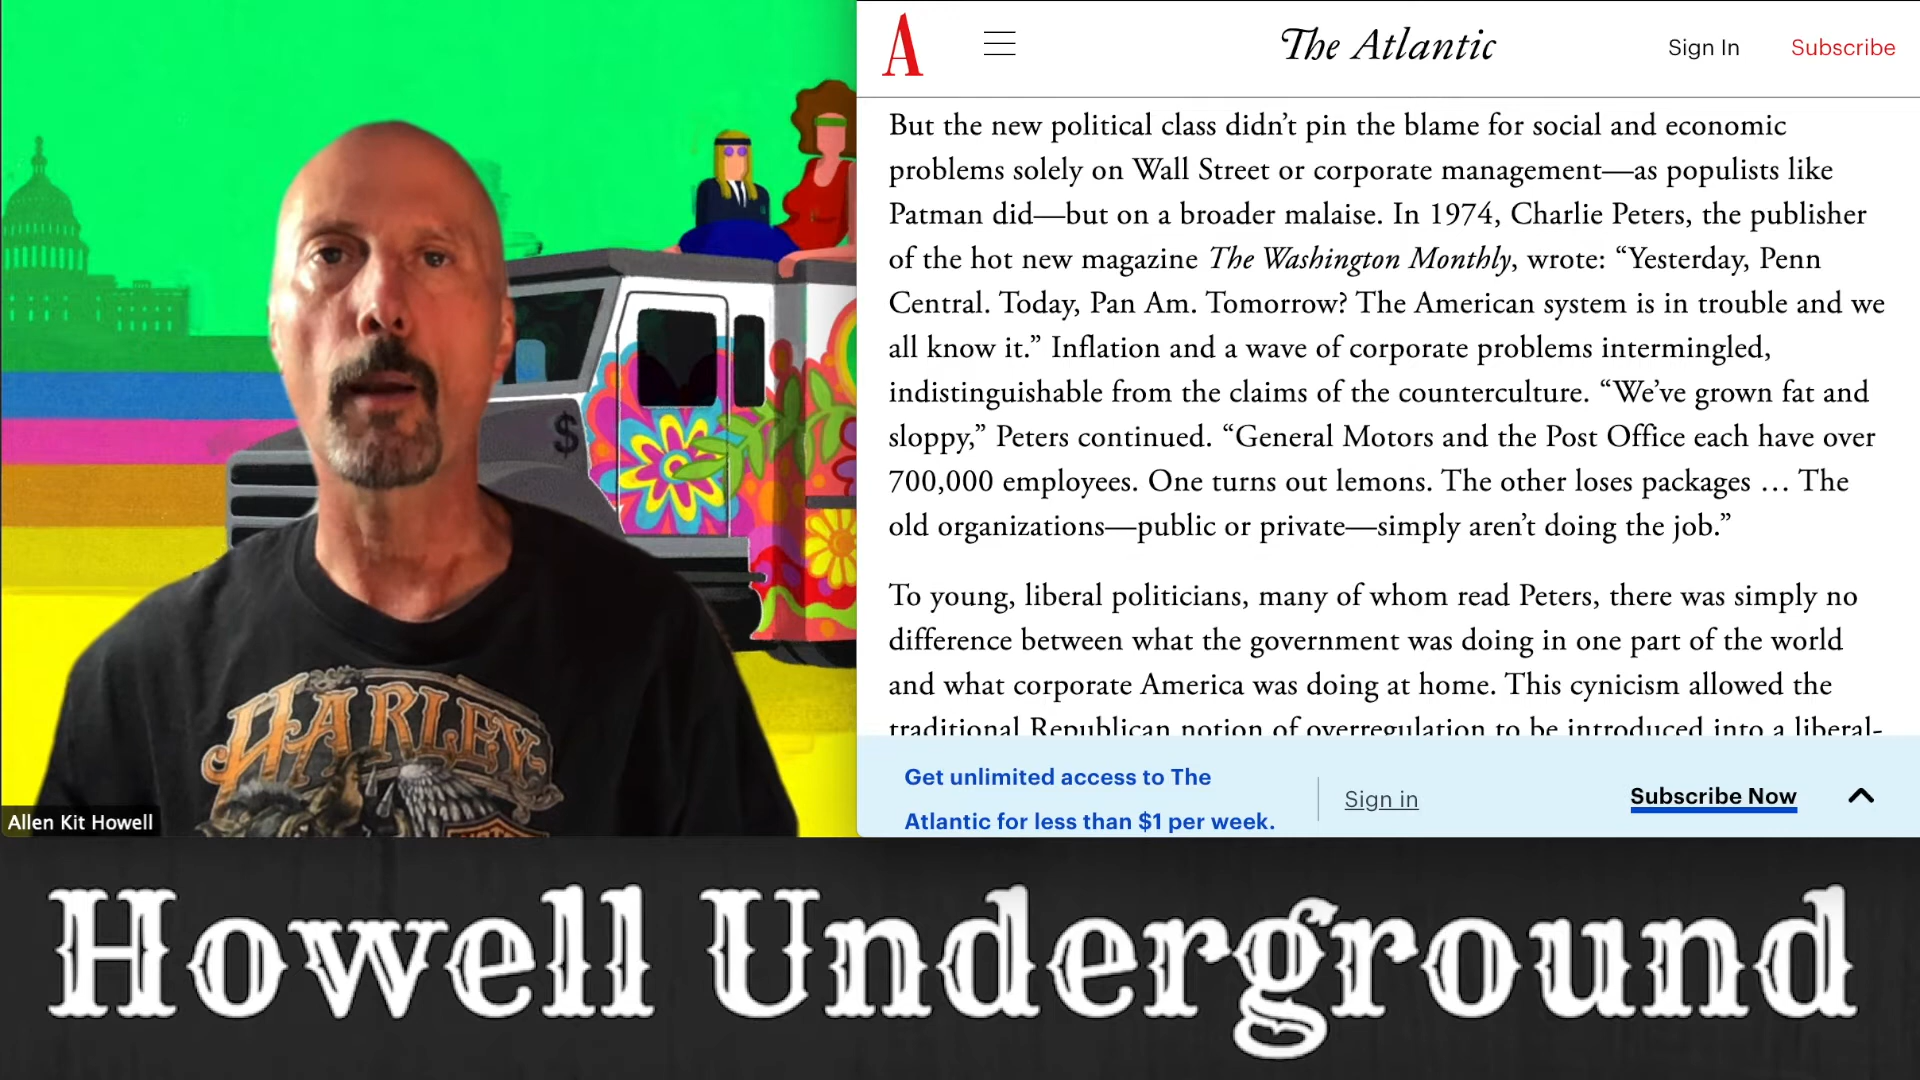 A
The Atlantic
Sign In
Subscribe
But the new political class didn’t pin the blame for social and economic
problems solely on Wall Street or corporate management—as populists like
Patman did—but on a broader malaise. In 1974, Charlie Peters, the publisher
of the hot new magazine The Washington Monthly, wrote: “Yesterday, Penn
Central. Today, Pan Am. Tomorrow? The American system is in trouble and we
all know it.” Inflation and a wave of corporate problems intermingled,
indistinguishable from the claims of the counterculture. “We’ve grown fat and
sloppy,” Peters continued. “General Motors and the Post Office each have over
700,000 employees. One turns out lemons. The other loses packages … The
old organizations—public or private—simply aren’t doing the job.”
To young, liberal politicians, many of whom read Peters, there was simply no
difference between what the government was doing in one part of the world
and what corporate America was doing at home. This cynicism allowed the
traditional Republican notion of overregulation to be introduced into a liberal-
Get unlimited access to The
Atlantic for less than $1 per week.
Sign in
Subscribe Now
$
HARLEY-
Allen Kit Howell
Howell Underground